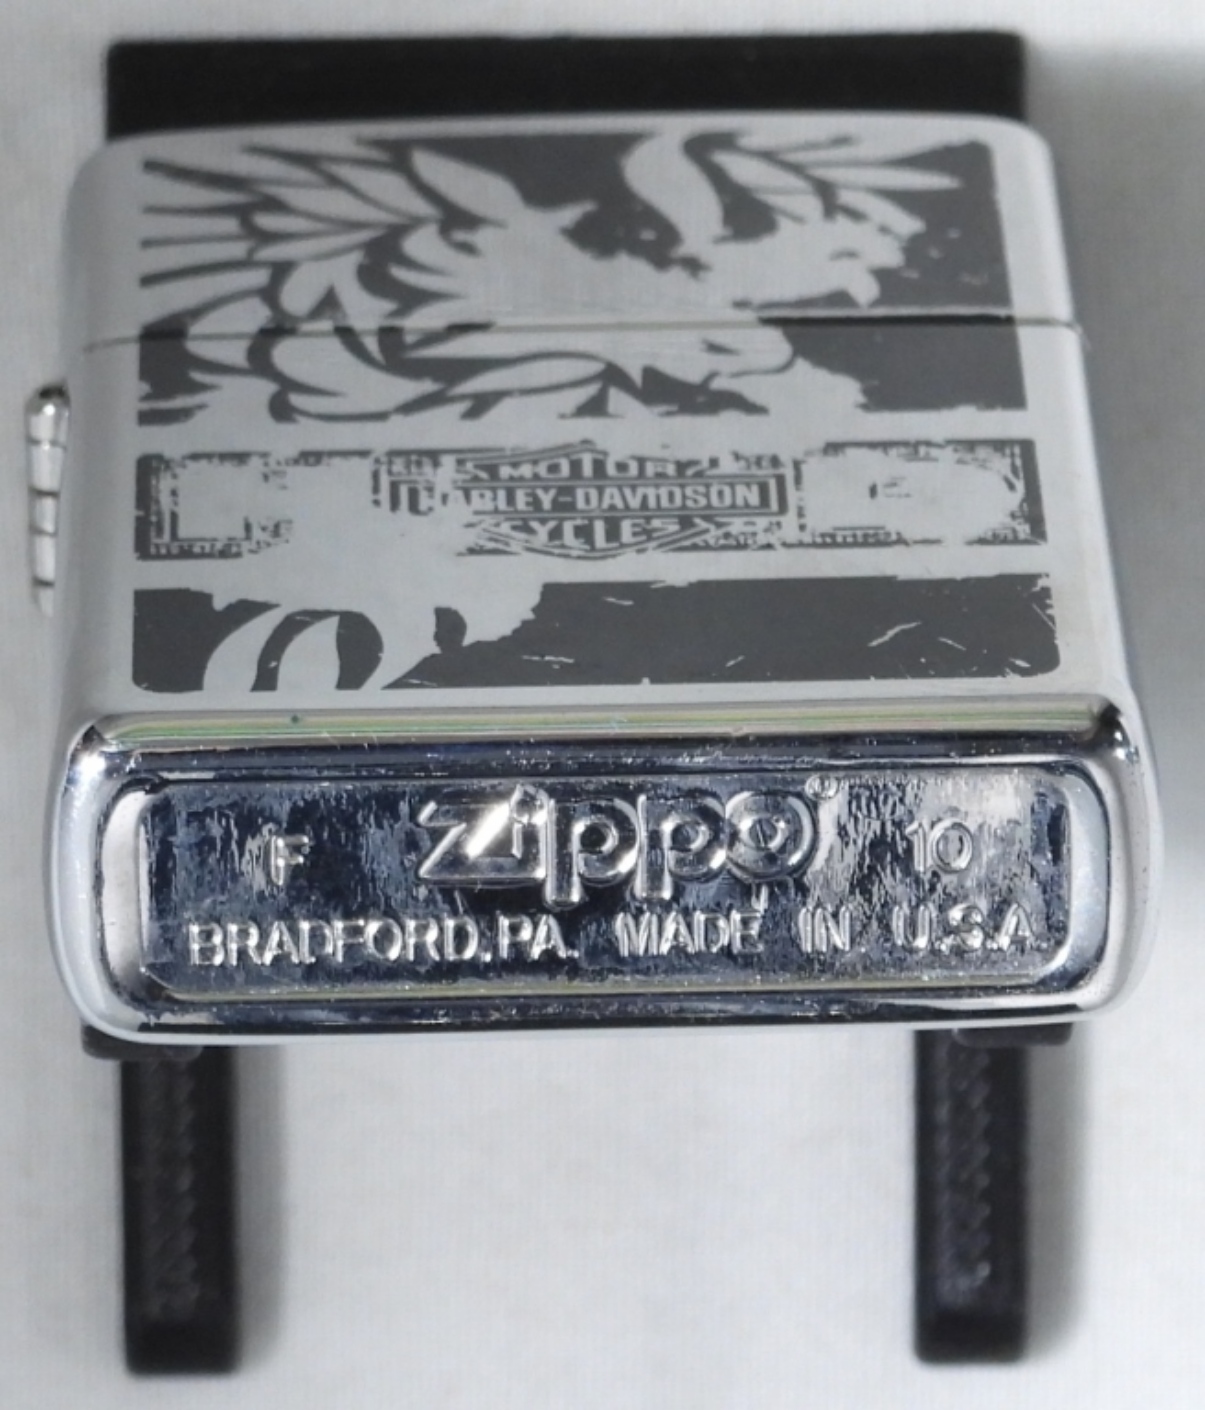 MOTOR
HARLEY-DAVIDSON
CYCLES
F Zippo® 10
BRADFORD, PA. MADE IN U.S.A.